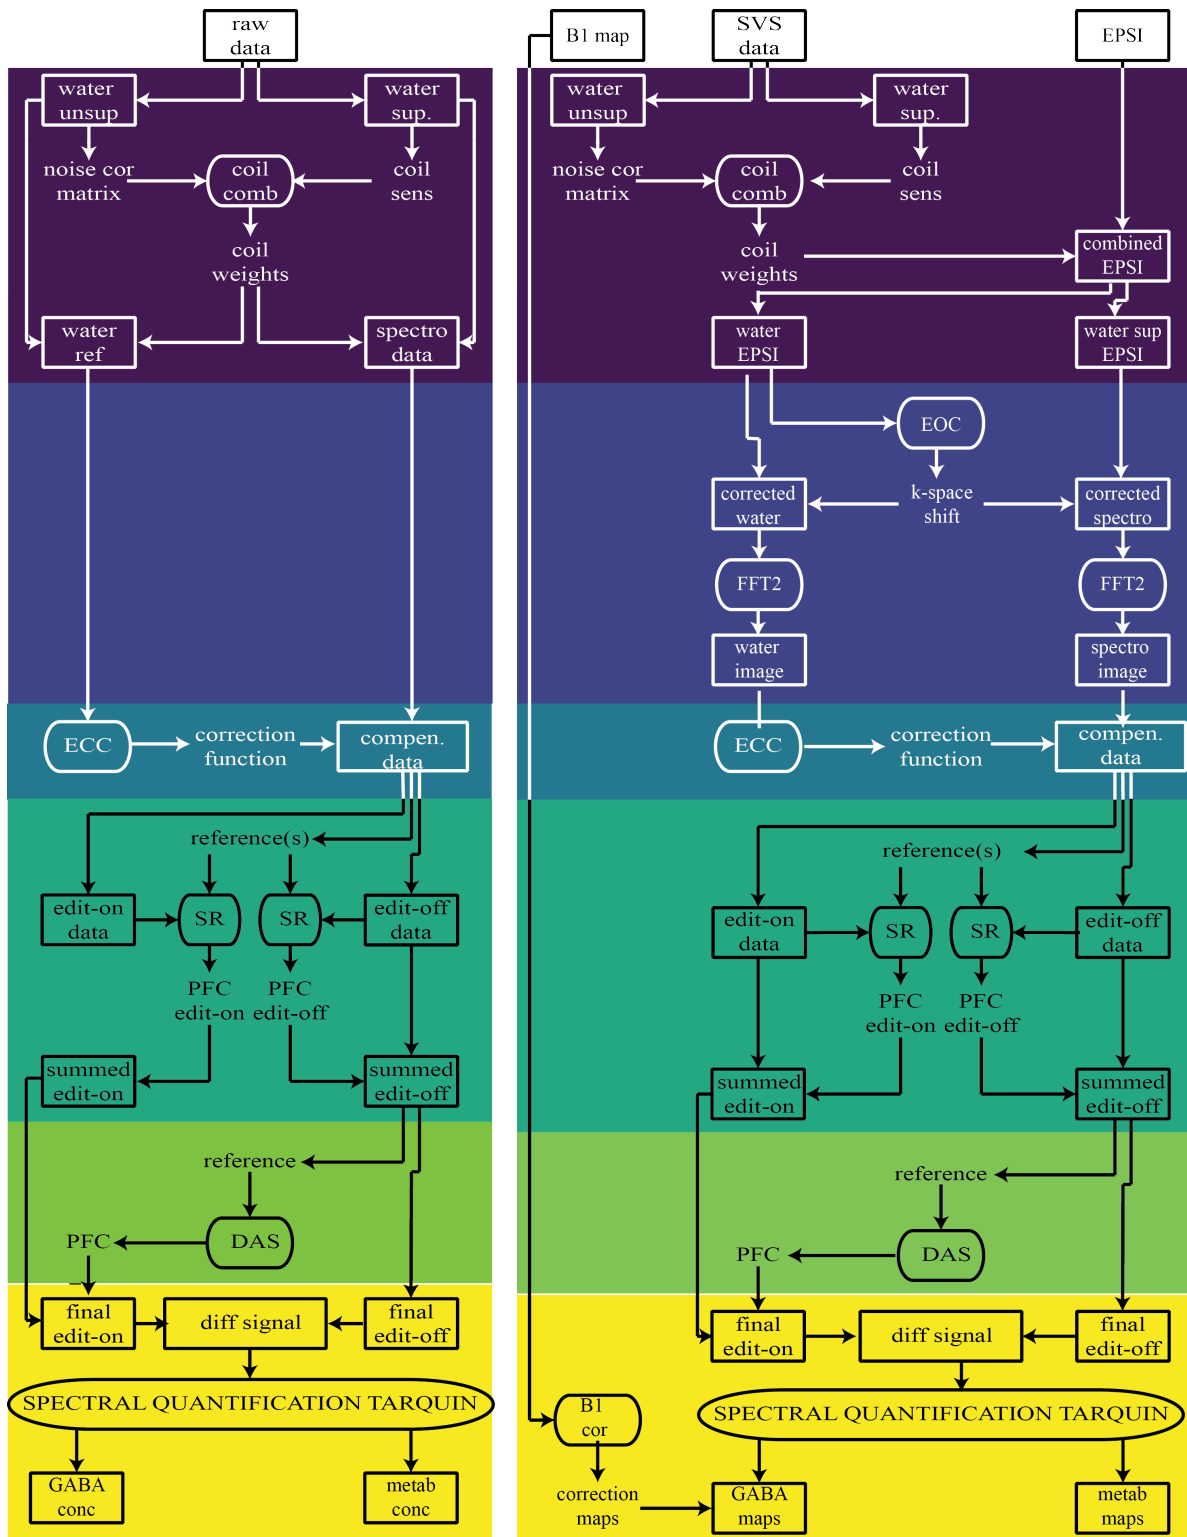 raw
data
water
unsup
water
sup.
noise cor
matrix
coil
comb
coil
sens
coil
weights
water
ref
spectro
data
ECC
correction
function
compen.
data
reference(s)
edit-on
data
SR
SR
edit-off
data
PFC
edit-on
PFC
edit-off
summed
edit-on
summed
edit-off
reference
PFC
DAS
final
edit-on
diff signal
final
edit-off
SPECTRAL QUANTIFICATION TARQUIN
GABA
conc
metab
conc
B1 map
SVS
data
EPSI
water
unsup
water
sup.
noise cor
matrix
coil
comb
coil
sens
coil
weights
combined
EPSI
water
EPSI
water sup
EPSI
EOC
corrected
water
k-space
shift
corrected
spectro
FFT2
FFT2
water
image
spectro
image
ECC
correction
function
compen.
data
reference(s)
edit-on
data
SR
SR
edit-off
data
PFC
edit-on
PFC
edit-off
summed
edit-on
summed
edit-off
reference
PFC
DAS
final
edit-on
diff signal
final
edit-off
B1
cor
SPECTRAL QUANTIFICATION TARQUIN
correction
maps
GABA
maps
metab
maps